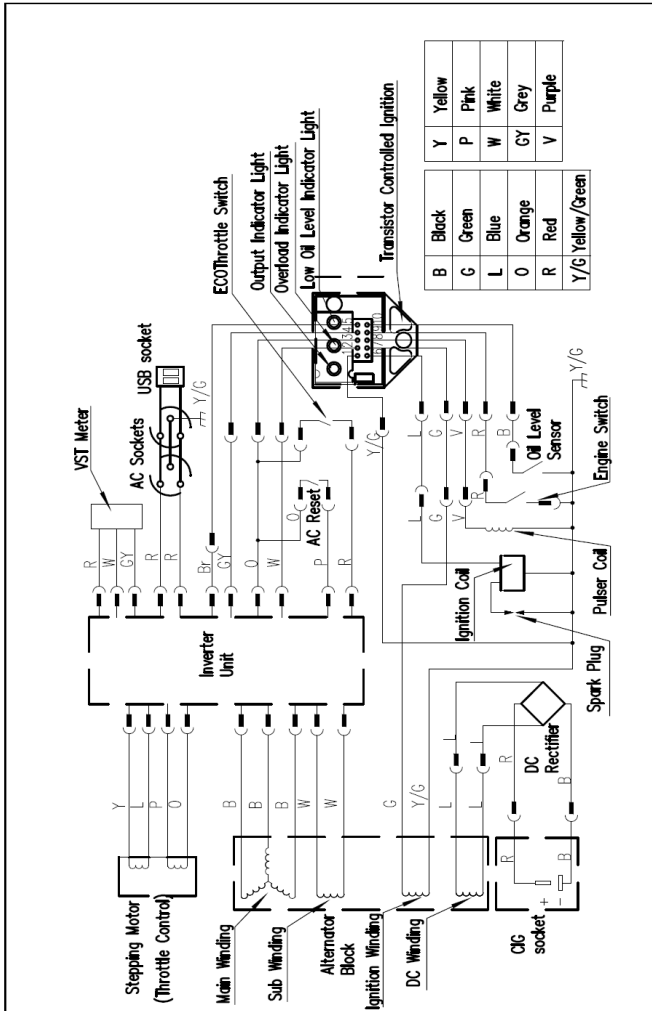 Stepping Motor
(Throttle Control)
Y
L
P
O
Main Winding
Sub Winding
Alternator
Block
Ignition Winding
DC Winding
B
B
B
W
W
G
Y/G
L
L
L
L
CIG
socket
+
-
R
B
R
B
DC
Rectifier
Inverter
Unit
VST Meter
R
W
GY
AC Sockets
USB socket
Y/G
R
R
Br
GY
O
W
P
R
O
AC Reset
ECOThrottle Switch
Output Indicator Light
Overload Indicator Light
Low Oil Level Indicator Light
Transistor Controlled Ignition
12345
678910
Y/G
L
G
V
R
B
L
G
V
R
Oil Level
Sensor
Engine Switch
Pulser Coil
Ignition Coil
Spark Plug
Y/G
B Black Y Yellow
G Green P Pink
L Blue W White
O Orange GY Grey
R Red V Purple
Y/G Yellow/Green